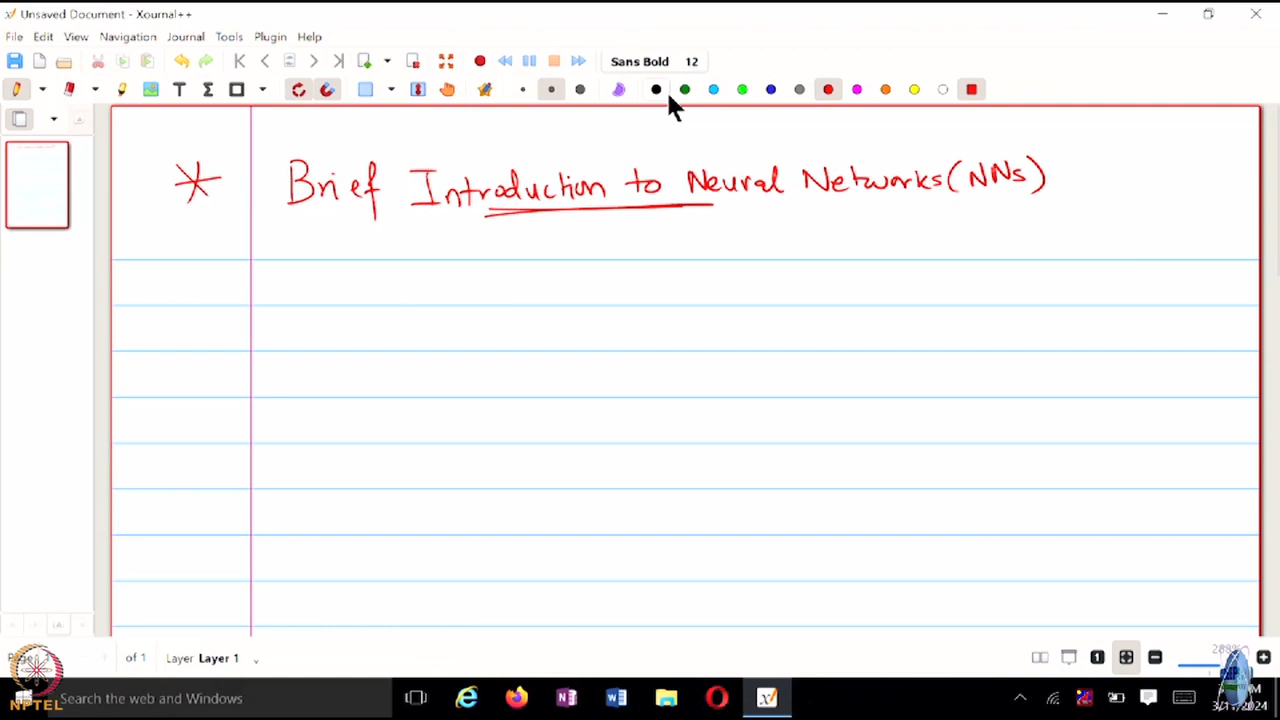 Unsaved Document - Xournal++
File Edit View Navigation Journal Tools Plugin Help
Sans Bold 12
* Brief Introduction to Neural Networks (NNs)
of 1 Layer Layer 1
NPTEL
Search the web and Windows